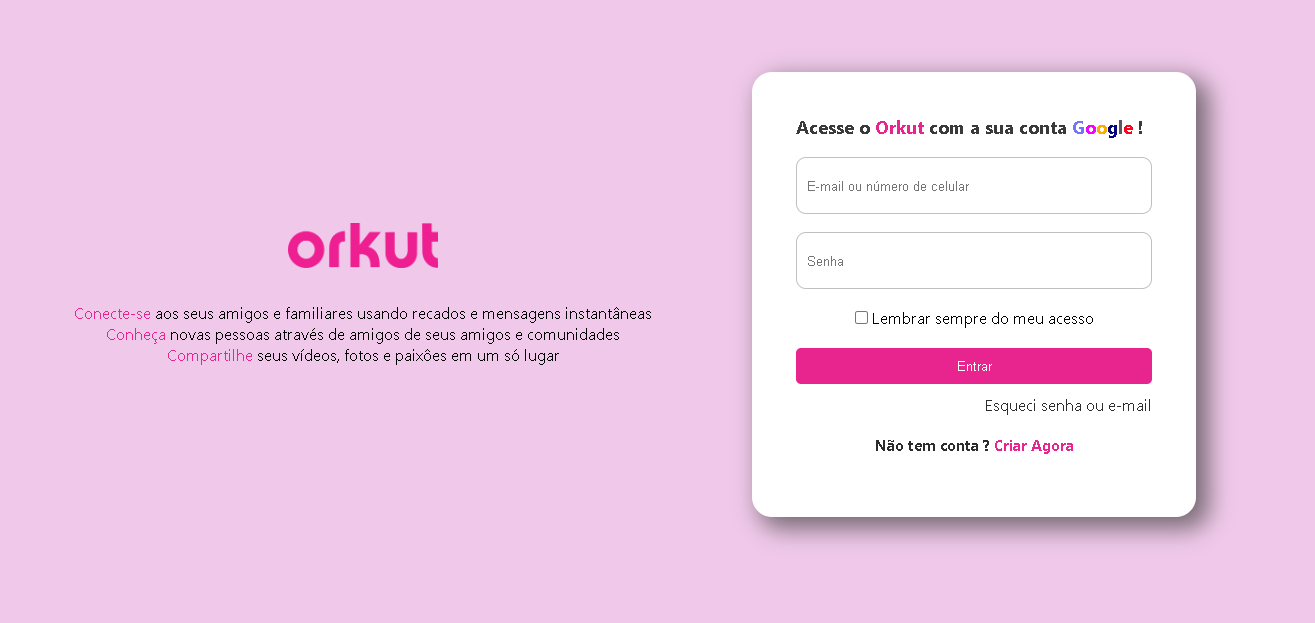 orkut
Conecte-se aos seus amigos e familiares usando recados e mensagens instantâneas
Conheça novas pessoas através de amigos de seus amigos e comunidades
Compartilhe seus vídeos, fotos e paixôes em um só lugar
Acesse o Orkut com a sua conta Google !
E-mail ou número de celular
Senha
Lembrar sempre do meu acesso
Entrar
Esqueci senha ou e-mail
Não tem conta ? Criar Agora